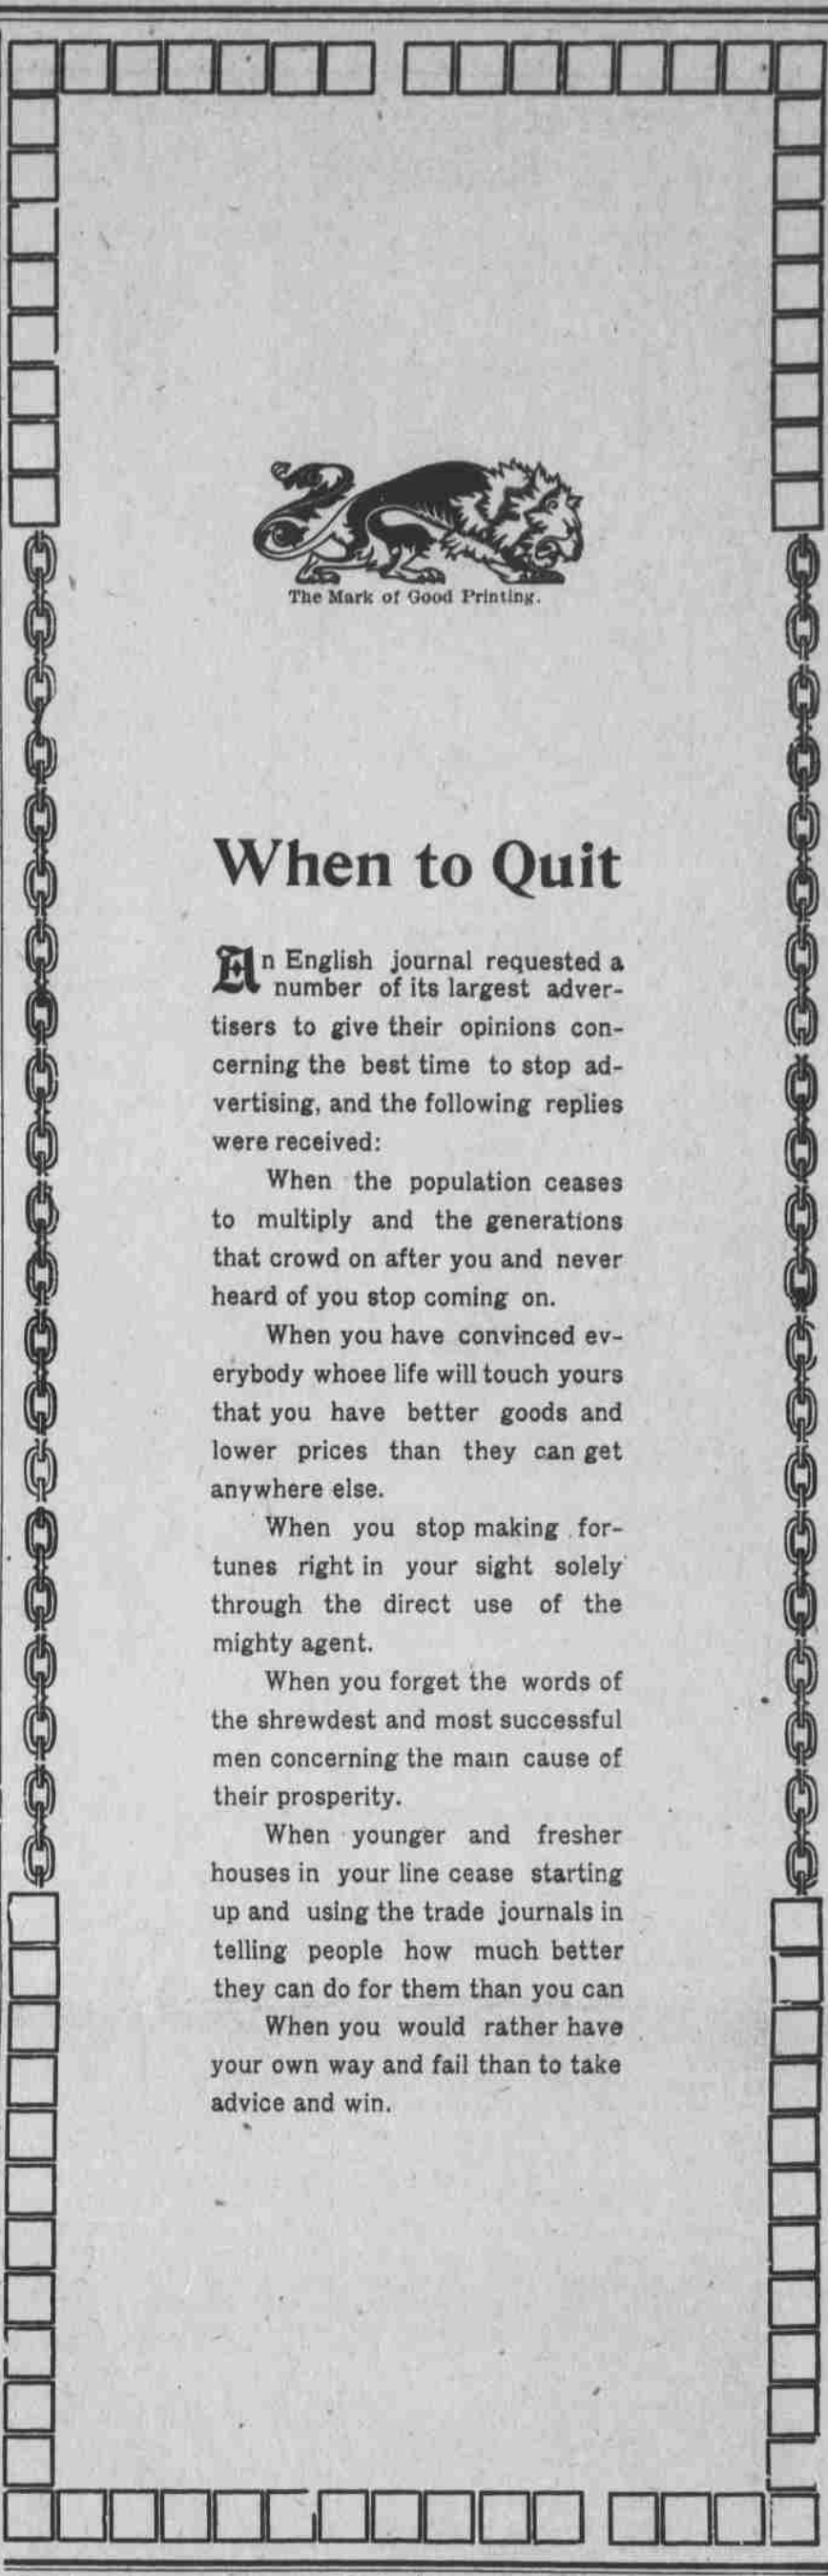 The Mark of Good Printing.
When to Quit
An English journal requested a
number of its largest adver-
tisers to give their opinions con-
cerning the best time to stop ad-
vertising, and the following replies
were received:
When the population ceases
to multiply and the generations
that crowd on after you and never
heard of you stop coming on.
When you have convinced ev-
erybody whoee life will touch yours
that you have better goods and
lower prices than they can get
anywhere else.
When you stop making for-
tunes right in your sight solely
through the direct use of the
mighty agent.
When you forget the words of
the shrewdest and most successful
men concerning the main cause of
their prosperity.
When younger and fresher
houses in your line cease starting
up and using the trade journals in
telling people how much better
they can do for them than you can
When you would rather have
your own way and fail than to take
advice and win.